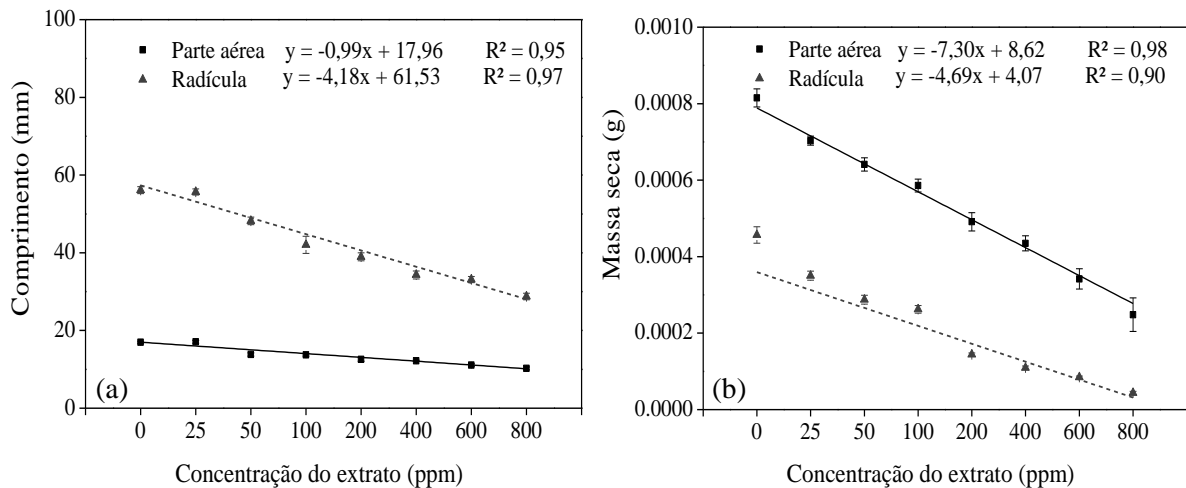 100
80
60
40
20
0
Comprimento (mm)
Parte aérea y = -0,99x + 17,96 R² = 0,95
Radícula y = -4,18x + 61,53 R² = 0,97
(a)
0 25 50 100 200 400 600 800
Concentração do extrato (ppm)
0.0010
0.0008
0.0006
0.0004
0.0002
0.0000
Massa seca (g)
Parte aérea y = -7,30x + 8,62 R² = 0,98
Radícula y = -4,69x + 4,07 R² = 0,90
(b)
0 25 50 100 200 400 600 800
Concentração do extrato (ppm)